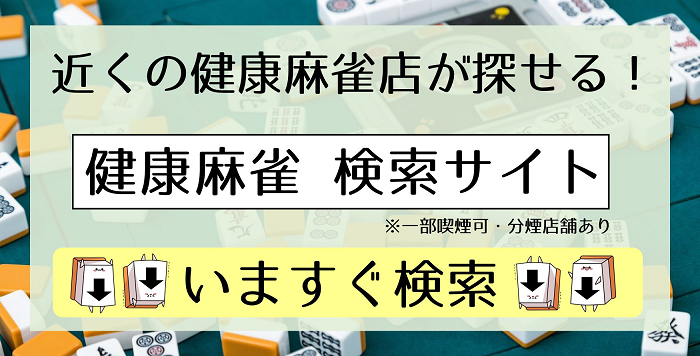 近くの健康麻雀店が探せる！
健康麻雀 検索サイト
※一部喫煙可・分煙店舗あり
いますぐ検索